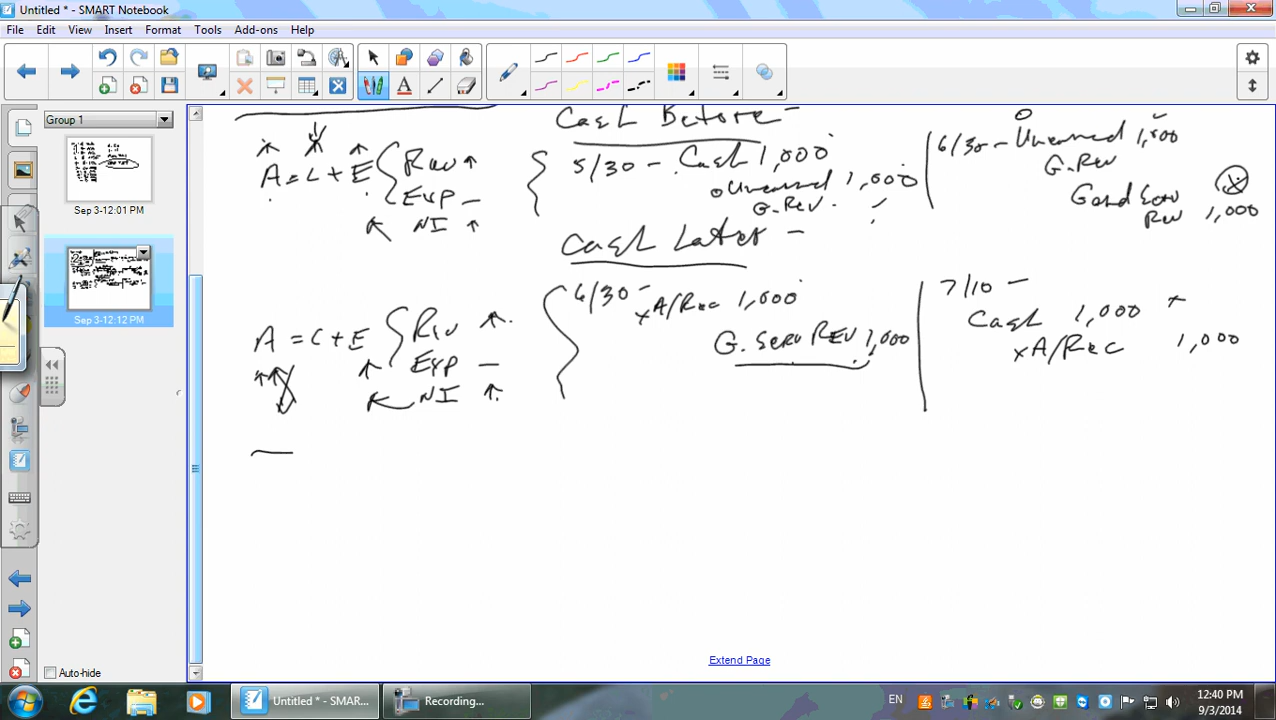 Untitled * - SMART Notebook
File Edit View Insert Format Tools Add-ons Help
Group 1
Sep 3-12:01 PM
Sep 3-12:12 PM
Auto-hide
Cash Before -
A = L + E { Rev ↑
EXP -
NI ↑
5/30 - Cash 1,000
Unearned 1,000
G. Rev.
6/30 - Unearned 1,000
G. Rev
Gard Serv
Rev 1,000
Cash Later -
A = L + E { Rev ↑
EXP -
NI ↑
6/30 - x A/Rec 1,000
G. Serv REV 1,000
7/10 -
Cash 1,000
x A/Rec 1,000
Extend Page
Untitled * - SMAR...
Recording...
EN
12:40 PM
9/3/2014